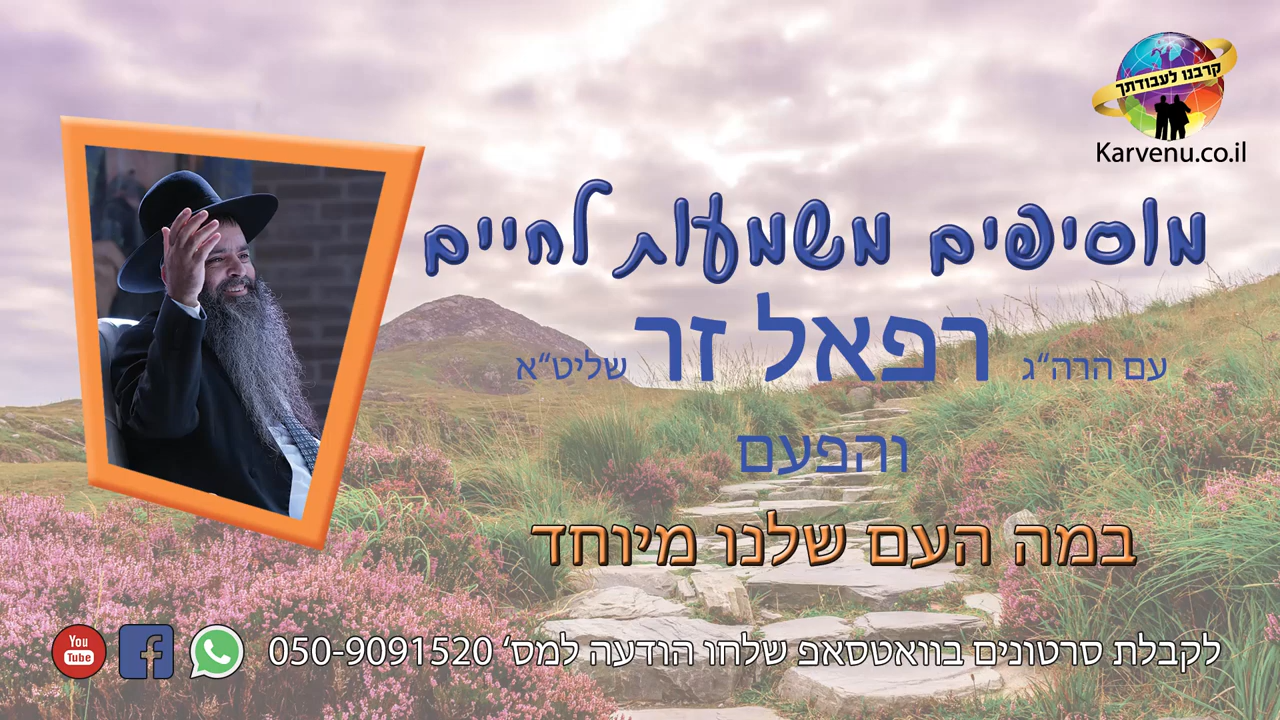 קרבנו לעבודתך
Karvenu.co.il
מוסיפים משמעות לחיים
עם הרה“ג רפאל זר שליט“א
והפעם
במה העם שלנו מיוחד
לקבלת סרטונים בוואטסאפ שלחו הודעה למס‘ 050-9091520
You
Tube